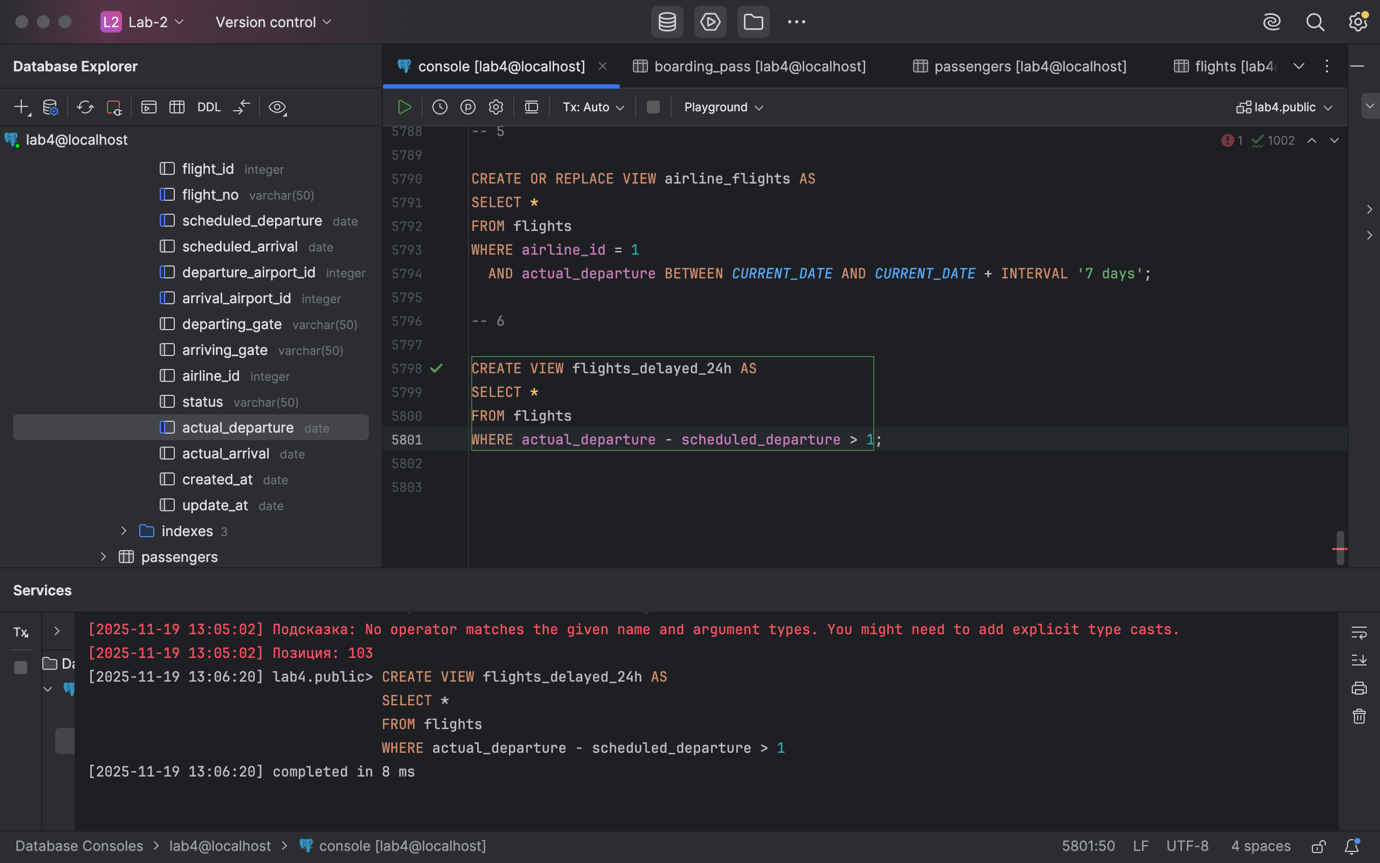 L2 Lab-2 Version control
Database Explorer
console [lab4@localhost] boarding_pass [lab4@localhost] passengers [lab4@localhost] flights [lab4
DDL Tx: Auto Playground lab4.public
lab4@localhost
flight_id integer
flight_no varchar(50)
scheduled_departure date
scheduled_arrival date
departure_airport_id integer
arrival_airport_id integer
departing_gate varchar(50)
arriving_gate varchar(50)
airline_id integer
status varchar(50)
actual_departure date
actual_arrival date
created_at date
update_at date
indexes 3
passengers
1 1002
5788 -- 5
5789
5790 CREATE OR REPLACE VIEW airline_flights AS
5791 SELECT *
5792 FROM flights
5793 WHERE airline_id = 1
5794 AND actual_departure BETWEEN CURRENT_DATE AND CURRENT_DATE + INTERVAL '7 days';
5795
5796 -- 6
5797
5798 CREATE VIEW flights_delayed_24h AS
5799 SELECT *
5800 FROM flights
5801 WHERE actual_departure - scheduled_departure > 1;
5802
5803
Services
Tx
Da
[2025-11-19 13:05:02] Подсказка: No operator matches the given name and argument types. You might need to add explicit type casts.
[2025-11-19 13:05:02] Позиция: 103
[2025-11-19 13:06:20] lab4.public> CREATE VIEW flights_delayed_24h AS
SELECT *
FROM flights
WHERE actual_departure - scheduled_departure > 1
[2025-11-19 13:06:20] completed in 8 ms
Database Consoles > lab4@localhost > console [lab4@localhost] 5801:50 LF UTF-8 4 spaces